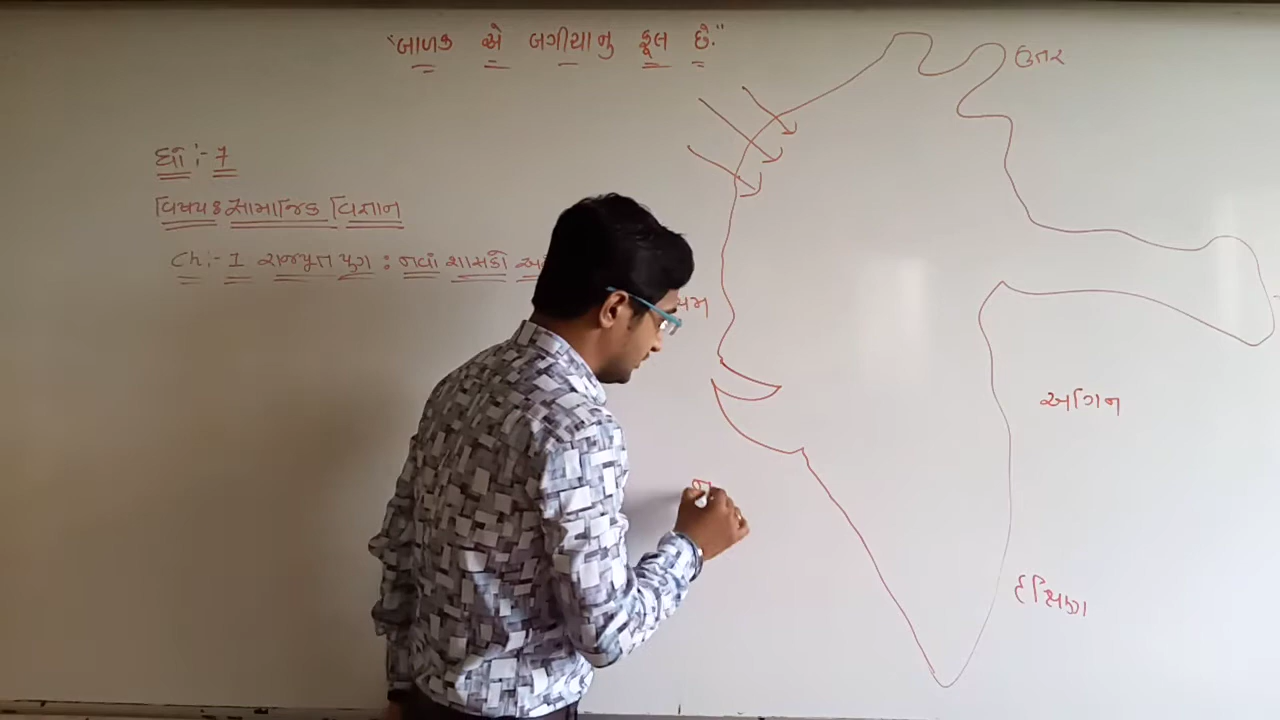 "બાળક એ બગીચાનુ ફૂલ છે."
ઉત્તર
ધો :- 7
વિષય : સામાજિક વિજ્ઞાન
Ch :- 1 રાજપૂત યુગ : નવાં શાસકો
અગ્નિ
દક્ષિણ